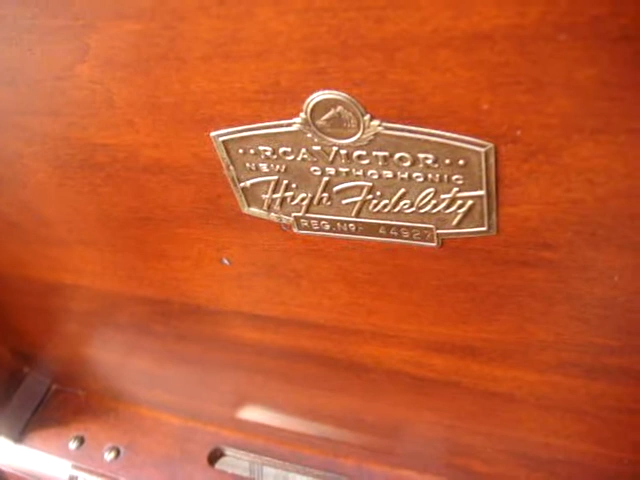 RCA VICTOR
NEW ORTHOPHONIC
High Fidelity
REG. NO. 44927